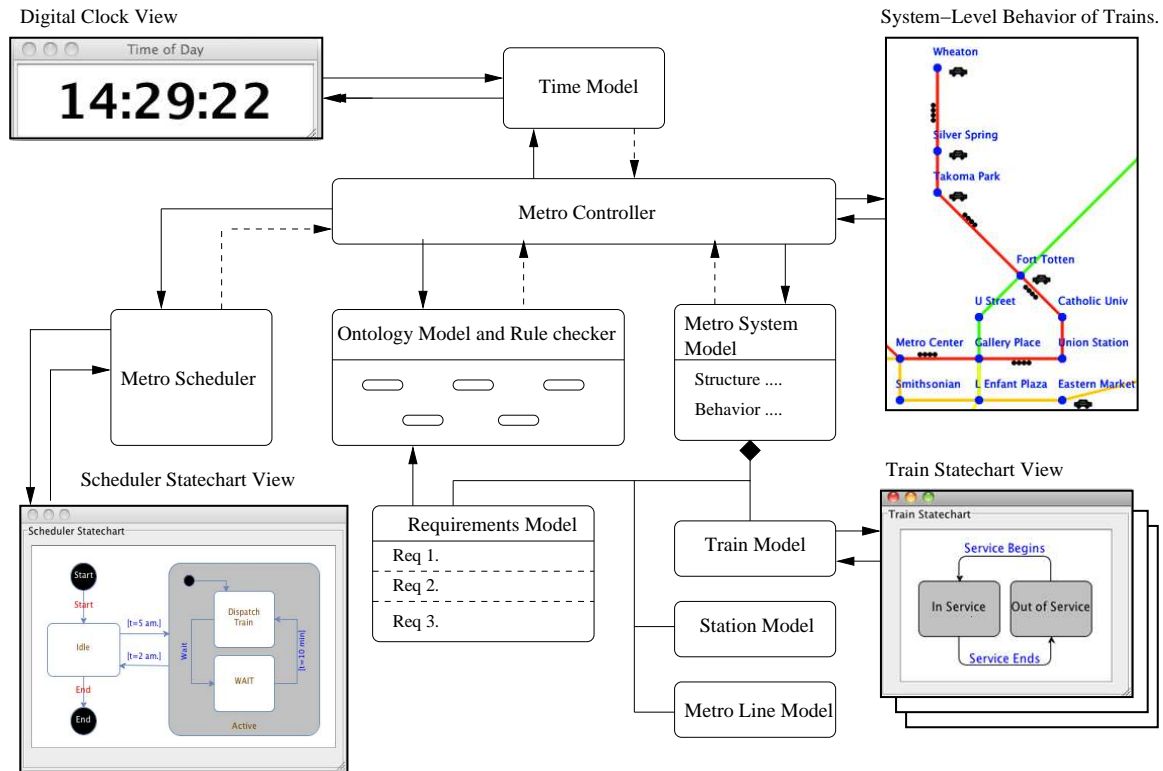 Digital Clock View
Time of Day
14:29:22
Time Model
System-Level Behavior of Trains.
Wheaton
Silver Spring
Takoma Park
Fort Totten
U Street
Catholic Univ
Metro Center
Gallery Place
Union Station
Smithsonian
L Enfant Plaza
Eastern Market
Metro Controller
Metro Scheduler
Ontology Model and Rule checker
Metro System
Model
Structure ....
Behavior ....
Scheduler Statechart View
Scheduler Statechart
Start
Start
Idle
End
End
[t=5 am.]
[t=2 am.]
Wait
Dispatch
Train
WAIT
[t=10 min]
Active
Requirements Model
Req 1.
Req 2.
Req 3.
Train Model
Station Model
Metro Line Model
Train Statechart View
Train Statechart
Service Begins
In Service
Out of Service
Service Ends